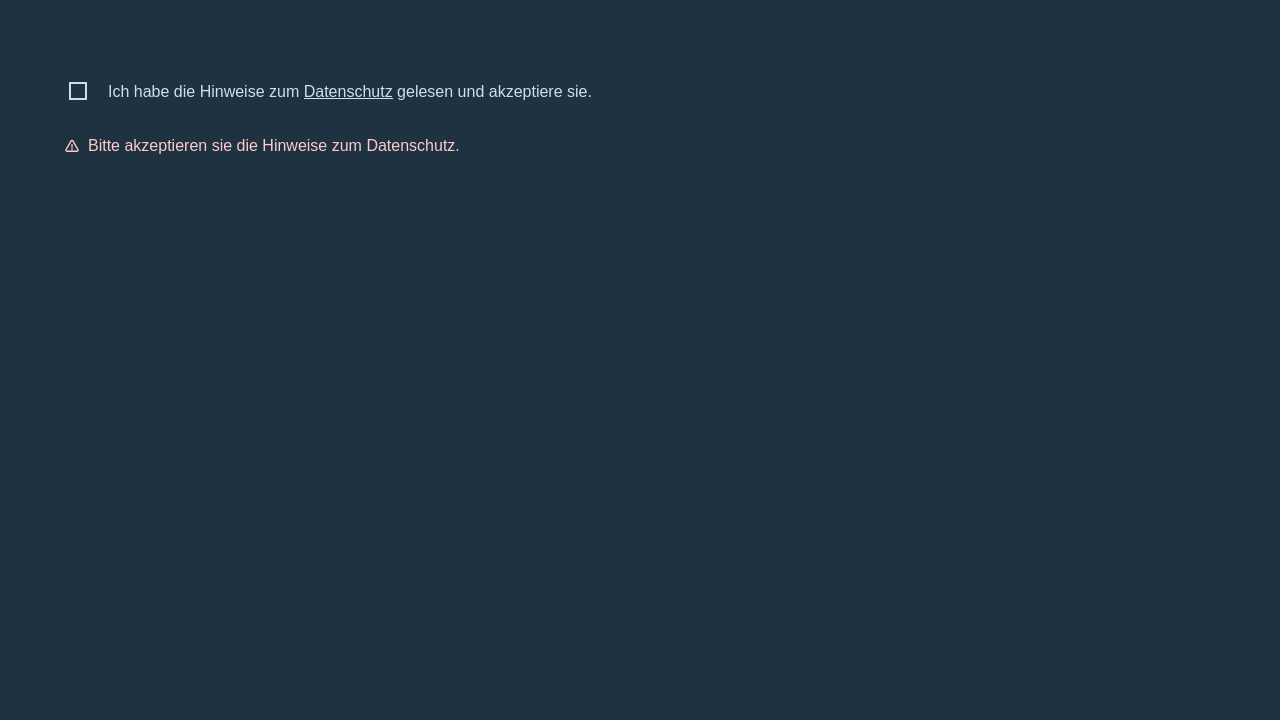 Ich habe die Hinweise zum Datenschutz gelesen und akzeptiere sie.
Bitte akzeptieren sie die Hinweise zum Datenschutz.